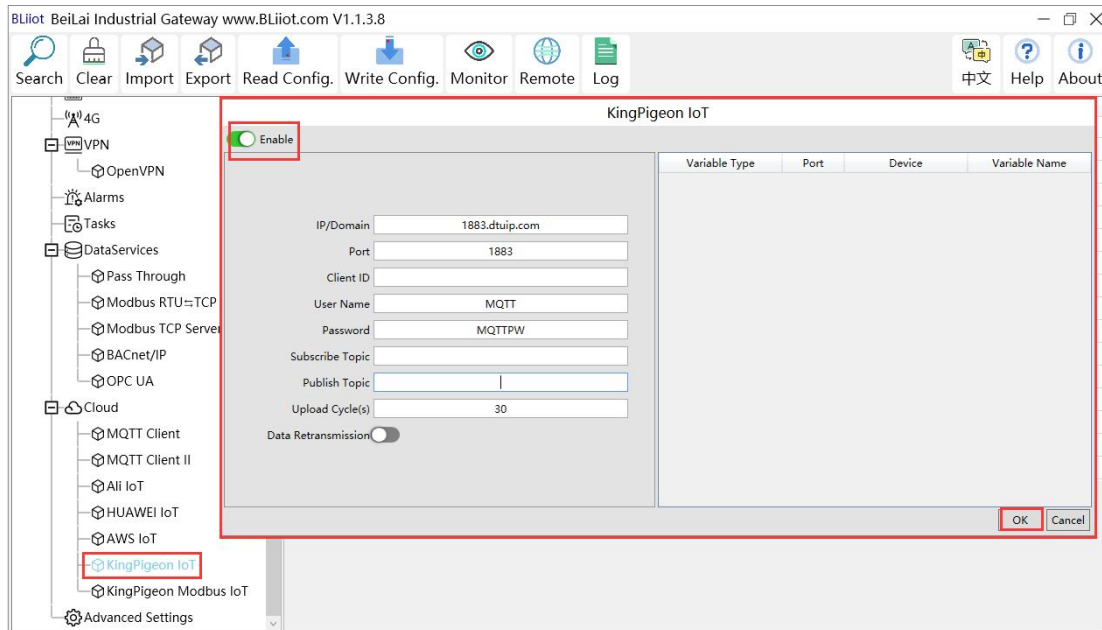 BLiiot BeiLai Industrial Gateway www.BLiiot.com V1.1.3.8
Search Clear Import Export Read Config. Write Config. Monitor Remote Log 中文 Help About
4G
VPN
OpenVPN
Alarms
Tasks
DataServices
Pass Through
Modbus RTU⇆TCP
Modbus TCP Server
BACnet/IP
OPC UA
Cloud
MQTT Client
MQTT Client II
Ali IoT
HUAWEI IoT
AWS IoT
KingPigeon IoT
KingPigeon Modbus IoT
Advanced Settings
KingPigeon IoT
Enable
IP/Domain 1883.dtuip.com
Port 1883
Client ID
User Name MQTT
Password MQTTPW
Subscribe Topic
Publish Topic
Upload Cycle(s) 30
Data Retransmission
Variable Type Port Device Variable Name
OK Cancel